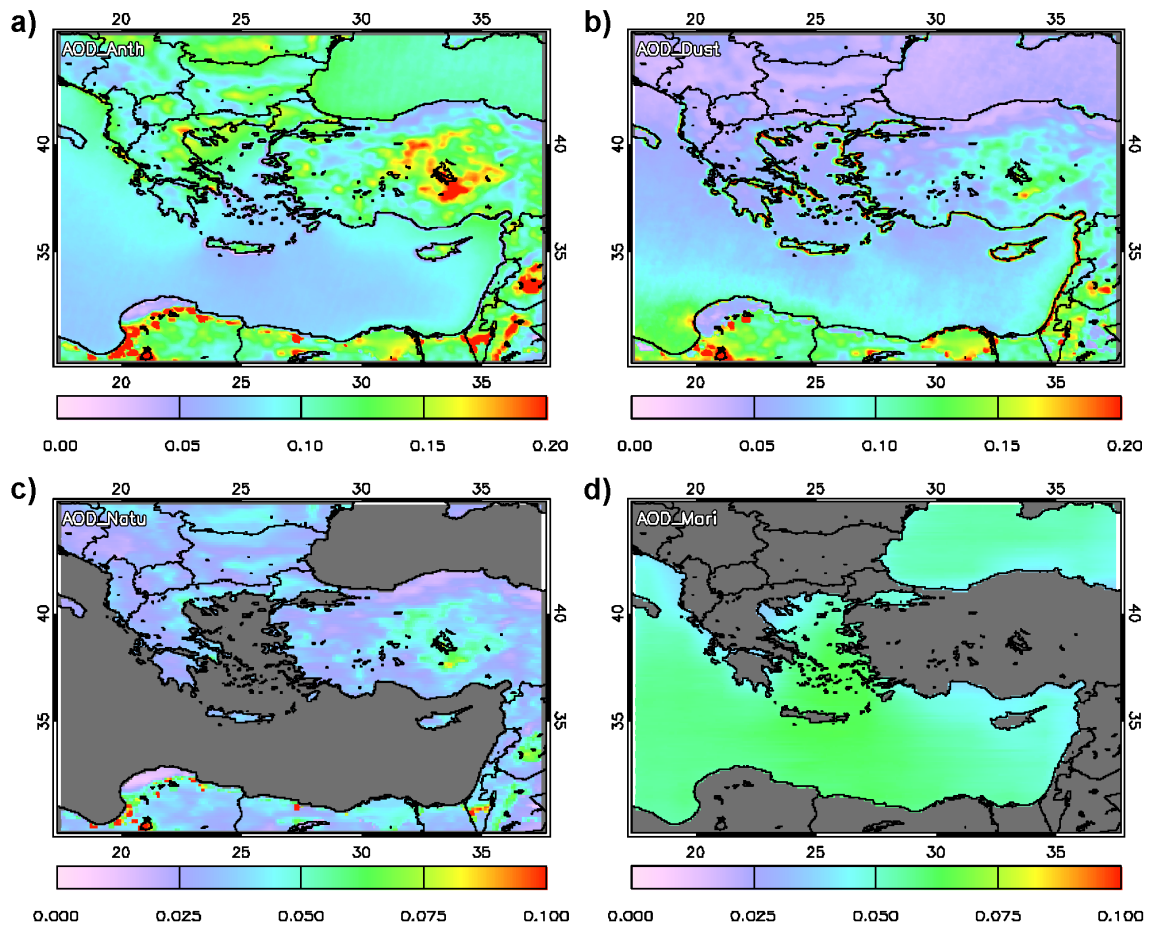 a) 20 25 30 35 b) 20 25 30 35
AOD_Anth AOD_Dust
40 40 40
35 35 35
20 25 30 35 20 25 30 35
0.00 0.05 0.10 0.15 0.20 0.00 0.05 0.10 0.15 0.20
c) 20 25 30 35 d) 20 25 30 35
AOD_Natu AOD_Mari
40 40 40
35 35 35
20 25 30 35 20 25 30 35
0.000 0.025 0.050 0.075 0.100 0.000 0.025 0.050 0.075 0.100